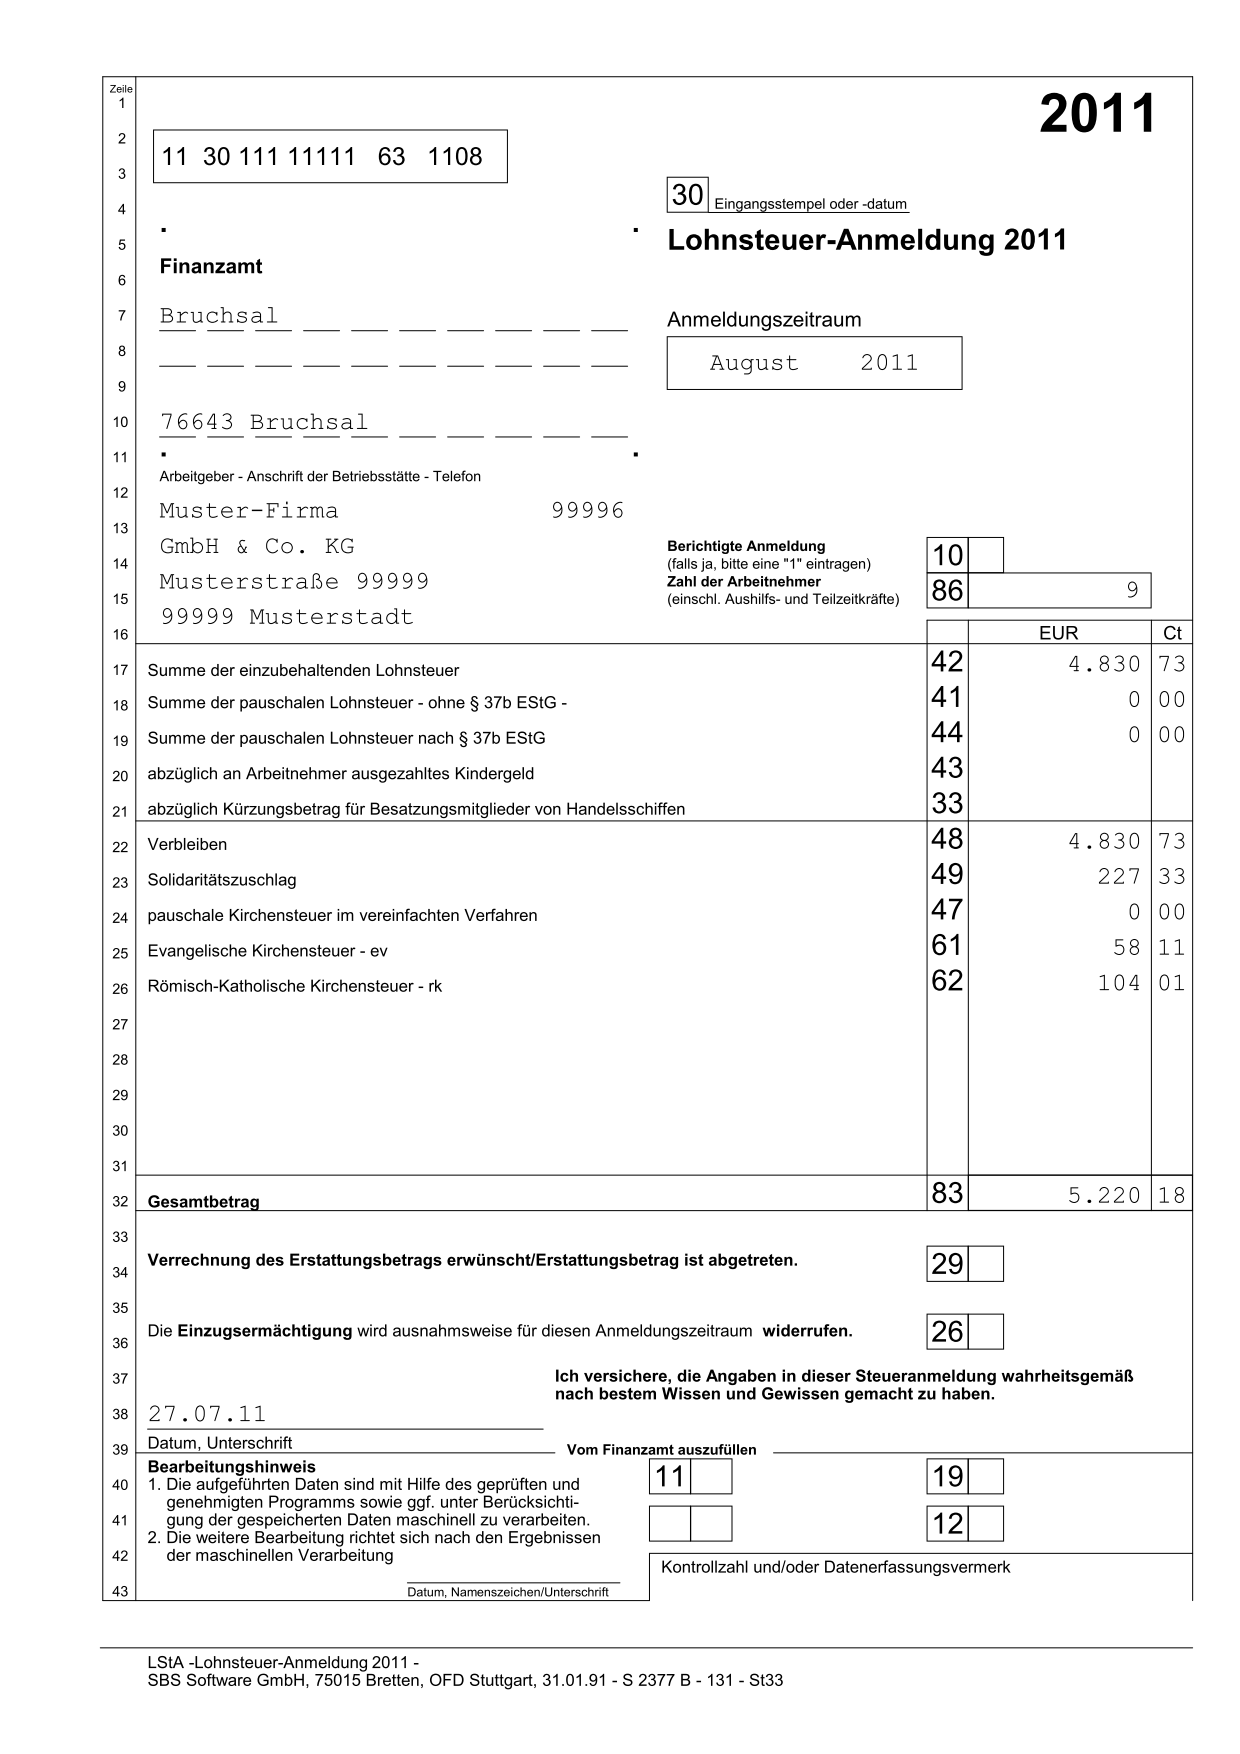 Zeile
1
2011
2
11 30 111 11111 63 1108
3
30 Eingangsstempel oder -datum
4
5
Lohnsteuer-Anmeldung 2011
Finanzamt
6
7 Bruchsal
Anmeldungszeitraum
8
August 2011
9
10 76643 Bruchsal
11
Arbeitgeber - Anschrift der Betriebsstätte - Telefon
12
Muster-Firma 99996
13
GmbH & Co. KG
Berichtigte Anmeldung 10
14 (falls ja, bitte eine "1" eintragen)
Musterstraße 99999
Zahl der Arbeitnehmer 86 9
15 (einschl. Aushilfs- und Teilzeitkräfte)
99999 Musterstadt
16 EUR Ct
17 Summe der einzubehaltenden Lohnsteuer 42 4.830 73
18 Summe der pauschalen Lohnsteuer - ohne § 37b EStG - 41 0 00
19 Summe der pauschalen Lohnsteuer nach § 37b EStG 44 0 00
20 abzüglich an Arbeitnehmer ausgezahltes Kindergeld 43
21 abzüglich Kürzungsbetrag für Besatzungsmitglieder von Handelsschiffen 33
22 Verbleiben 48 4.830 73
23 Solidaritätszuschlag 49 227 33
24 pauschale Kirchensteuer im vereinfachten Verfahren 47 0 00
25 Evangelische Kirchensteuer - ev 61 58 11
26 Römisch-Katholische Kirchensteuer - rk 62 104 01
27
28
29
30
31
32 Gesamtbetrag 83 5.220 18
33
Verrechnung des Erstattungsbetrags erwünscht/Erstattungsbetrag ist abgetreten. 29
34
35
Die Einzugsermächtigung wird ausnahmsweise für diesen Anmeldungszeitraum widerrufen. 26
36
37 Ich versichere, die Angaben in dieser Steueranmeldung wahrheitsgemäß
nach bestem Wissen und Gewissen gemacht zu haben.
38 27.07.11
Datum, Unterschrift
39 Vom Finanzamt auszufüllen
Bearbeitungshinweis
11 19
40 1. Die aufgeführten Daten sind mit Hilfe des geprüften und
genehmigten Programms sowie ggf. unter Berücksichti-
41 gung der gespeicherten Daten maschinell zu verarbeiten.
12
2. Die weitere Bearbeitung richtet sich nach den Ergebnissen
42 der maschinellen Verarbeitung
Kontrollzahl und/oder Datenerfassungsvermerk
43 Datum, Namenszeichen/Unterschrift
LStA -Lohnsteuer-Anmeldung 2011 -
SBS Software GmbH, 75015 Bretten, OFD Stuttgart, 31.01.91 - S 2377 B - 131 - St33